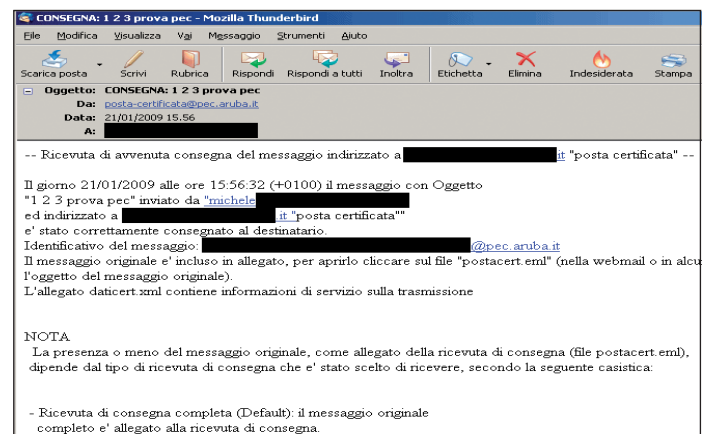 CONSEGNA: 1 2 3 prova pec - Mozilla Thunderbird
File Modifica Visualizza Vai Messaggio Strumenti Aiuto
Scarica posta Scrivi Rubrica Rispondi Rispondi a tutti Inoltra Etichetta Elimina Indesiderata Stampa
Oggetto: CONSEGNA: 1 2 3 prova pec
Da: posta-certificata@pec.aruba.it
Data: 21/01/2009 15.56
A:
-- Ricevuta di avvenuta consegna del messaggio indirizzato a it "posta certificata" --
Il giorno 21/01/2009 alle ore 15:56:32 (+0100) il messaggio con Oggetto
"1 2 3 prova pec" inviato da "michele
ed indirizzato a .it "posta certificata""
e' stato correttamente consegnato al destinatario.
Identificativo del messaggio: @pec.aruba.it
Il messaggio originale e' incluso in allegato, per aprirlo cliccare sul file "postacert.eml" (nella webmail o in alcu
l'oggetto del messaggio originale).
L'allegato daticert.xml contiene informazioni di servizio sulla trasmissione
NOTA
La presenza o meno del messaggio originale, come allegato della ricevuta di consegna (file postacert.eml),
dipende dal tipo di ricevuta di consegna che e' stato scelto di ricevere, secondo la seguente casistica:
- Ricevuta di consegna completa (Default): il messaggio originale
completo e' allegato alla ricevuta di consegna.